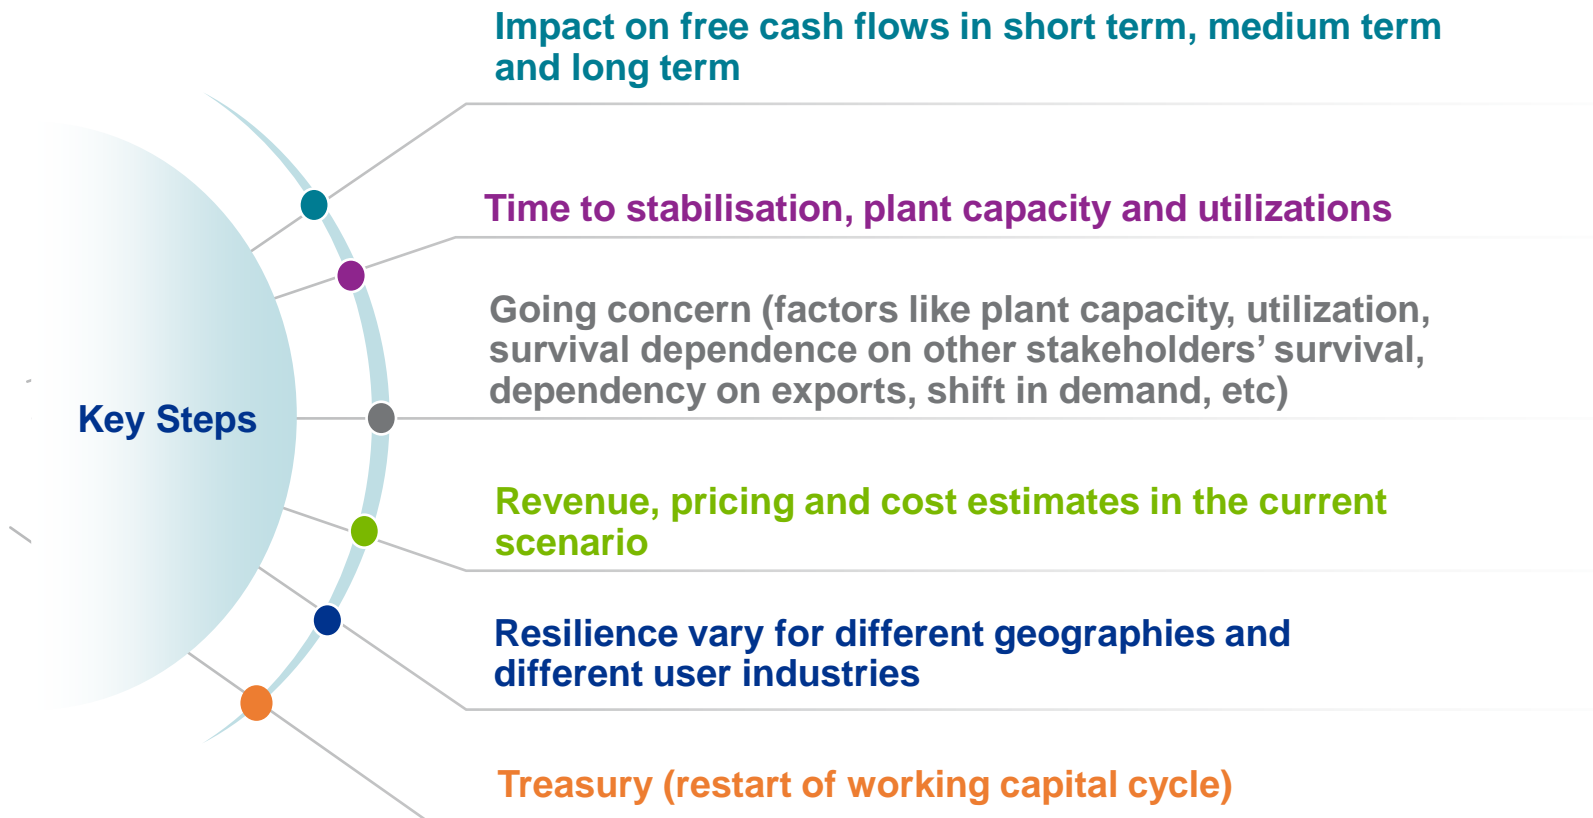 Impact on free cash flows in short term, medium term
and long term
Time to stabilisation, plant capacity and utilizations
Going concern (factors like plant capacity, utilization,
survival dependence on other stakeholders’ survival,
dependency on exports, shift in demand, etc)
Key Steps
Revenue, pricing and cost estimates in the current
scenario
Resilience vary for different geographies and
different user industries
Treasury (restart of working capital cycle)